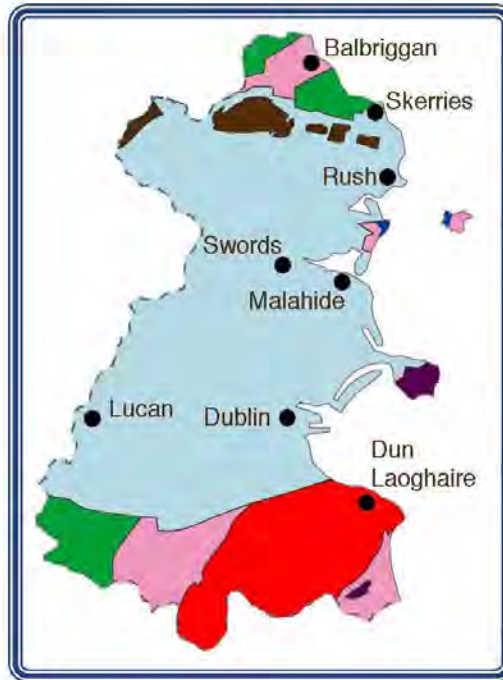 Balbriggan
Skerries
Rush
Swords
Malahide
Lucan
Dublin
Dun
Laoghaire